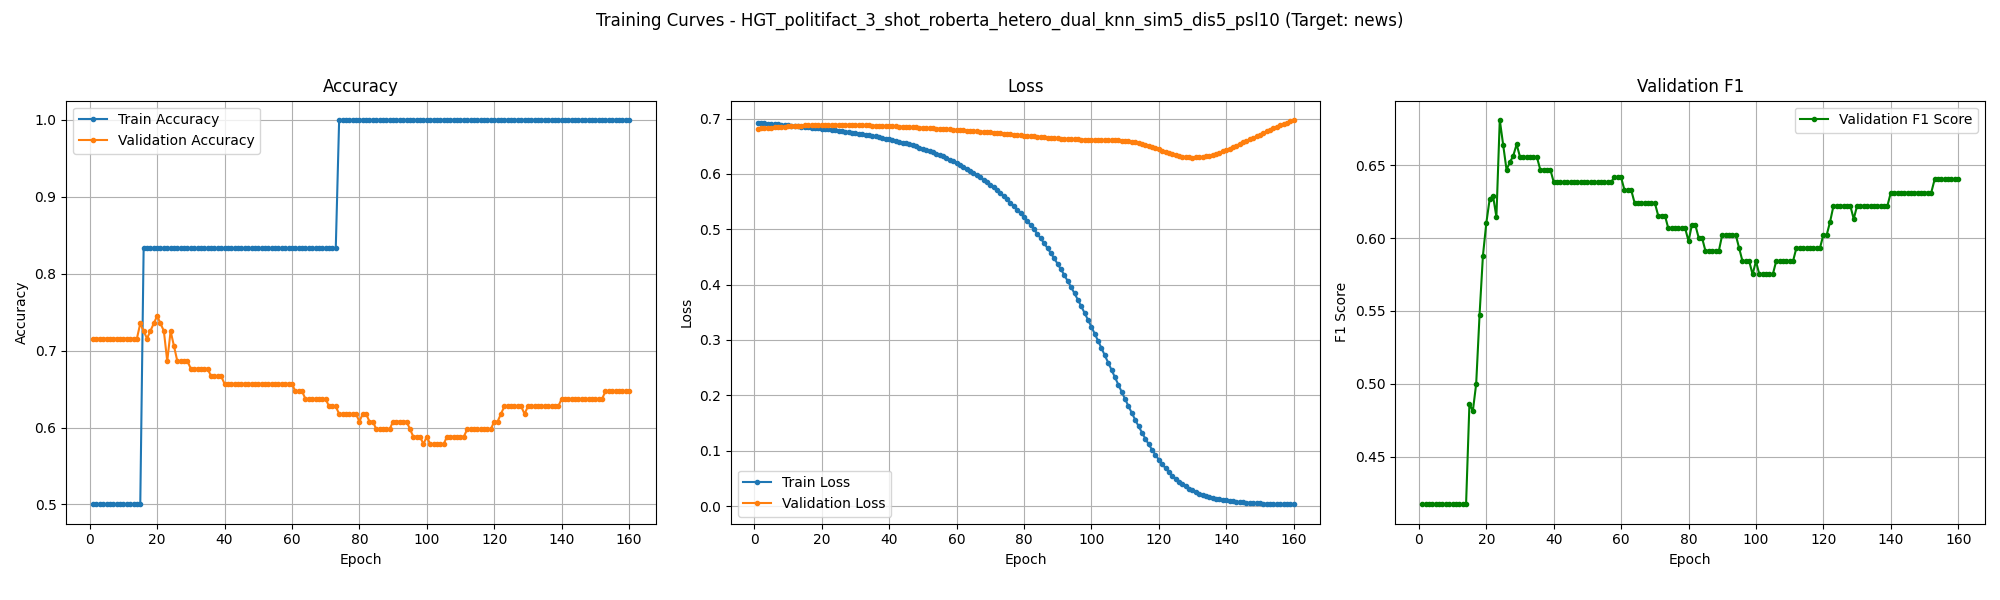 Training Curves - HGT_politifact_3_shot_roberta_hetero_dual_knn_sim5_dis5_psl10 (Target: news)
Accuracy
Train Accuracy
Validation Accuracy
1.0
0.9
0.8
0.7
0.6
0.5
Accuracy
0 20 40 60 80 100 120 140 160
Epoch
Loss
Train Loss
Validation Loss
0.7
0.6
0.5
0.4
0.3
0.2
0.1
0.0
Loss
0 20 40 60 80 100 120 140 160
Epoch
Validation F1
Validation F1 Score
0.65
0.60
0.55
0.50
0.45
F1 Score
0 20 40 60 80 100 120 140 160
Epoch